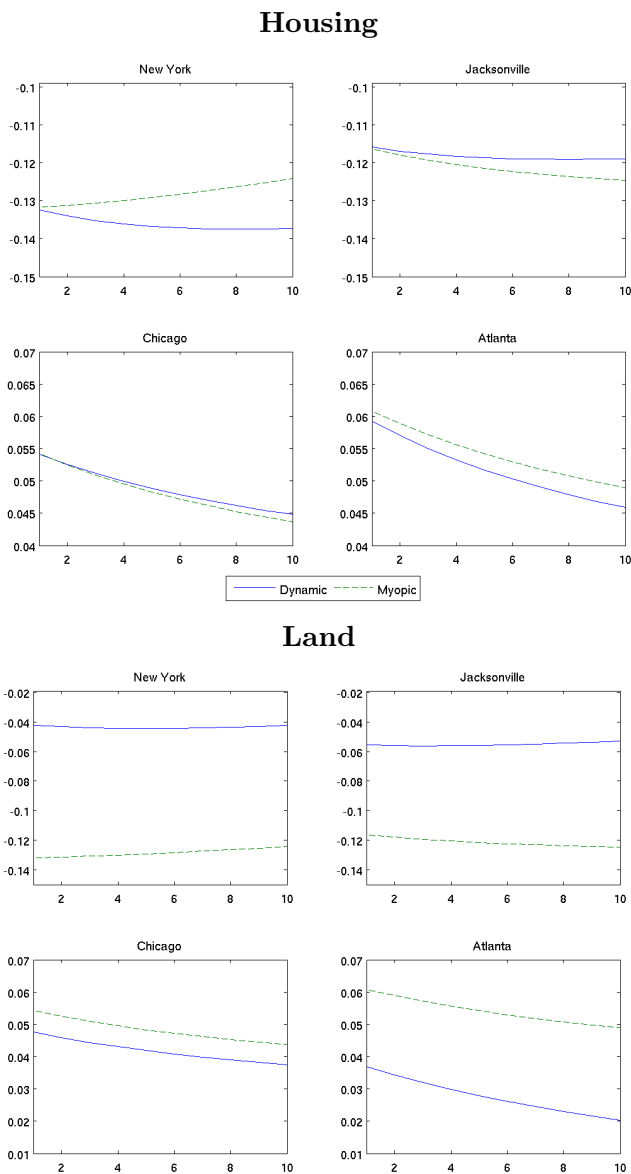 Housing
New York
Jacksonville
-0.1
-0.11
-0.12
-0.13
-0.14
-0.15
2 4 6 8 10
-0.1
-0.11
-0.12
-0.13
-0.14
-0.15
2 4 6 8 10
Chicago
Atlanta
0.07
0.065
0.06
0.055
0.05
0.045
0.04
2 4 6 8 10
0.07
0.065
0.06
0.055
0.05
0.045
0.04
2 4 6 8 10
Dynamic Myopic
Land
New York
Jacksonville
-0.02
-0.04
-0.06
-0.08
-0.1
-0.12
-0.14
2 4 6 8 10
-0.02
-0.04
-0.06
-0.08
-0.1
-0.12
-0.14
2 4 6 8 10
Chicago
Atlanta
0.07
0.06
0.05
0.04
0.03
0.02
0.01
2 4 6 8 10
0.07
0.06
0.05
0.04
0.03
0.02
0.01
2 4 6 8 10